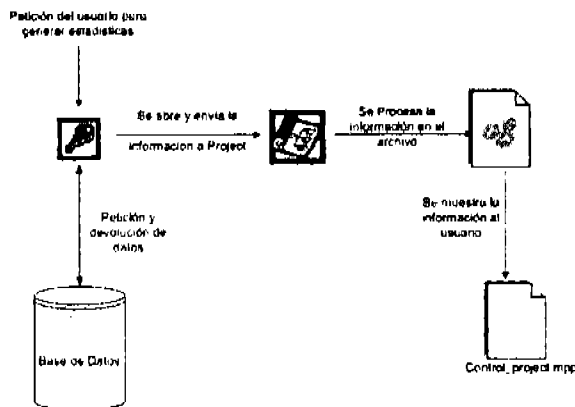 Petición del usuario para
generar estadísticas
Se abre y envía la
información a Project
Se Procesa la
información en el
archivo
Petición y
devolución de
datos
Se muestra la
información al
usuario
Base de Datos
Control_project.mpp